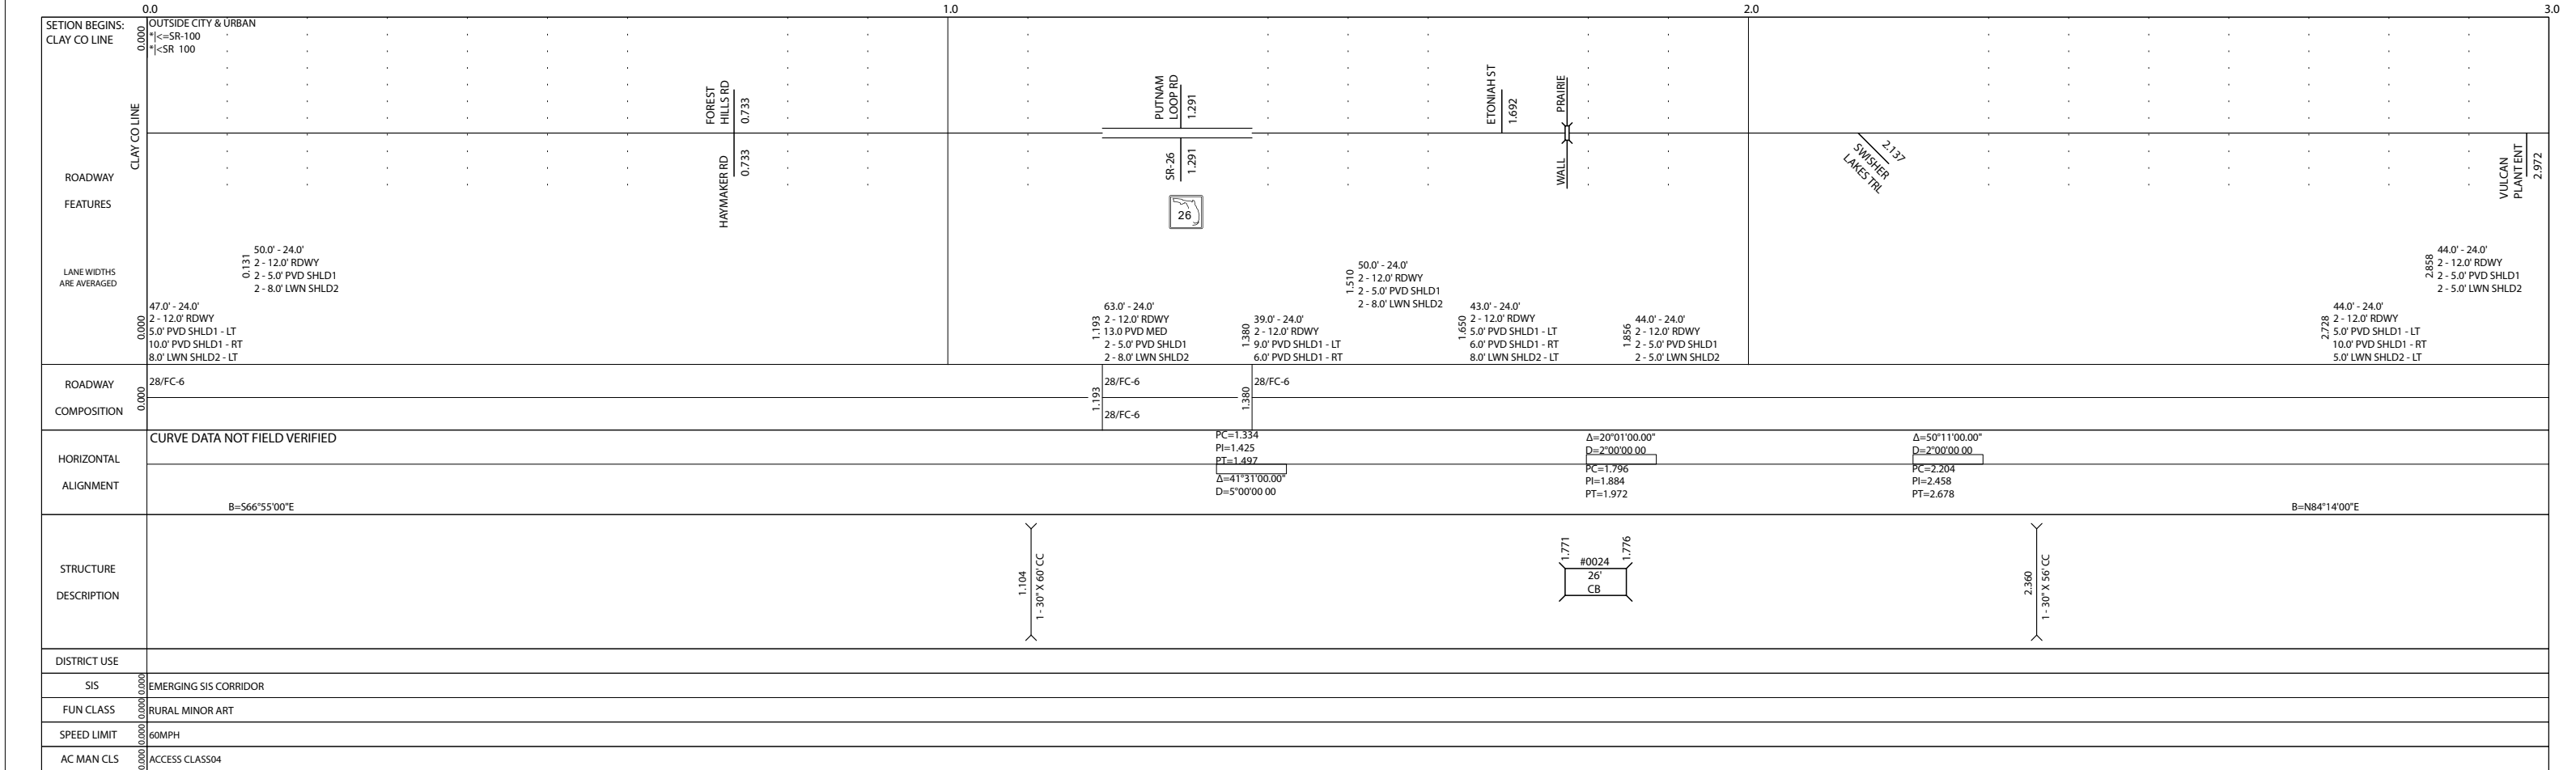 0.0
1.0
2.0
3.0
SETION BEGINS:
CLAY CO LINE
0.000
OUTSIDE CITY & URBAN
*|<=SR-100
*|<SR 100
CLAY CO LINE
ROADWAY
FEATURES
FOREST
HILLS RD
0.733
HAYMAKER RD
0.733
PUTNAM
LOOP RD
1.291
SR-26
1.291
26
ETONIAH ST
1.692
PRAIRIE
WALL
2.137
SWISHER
LAKES TRL
VULCAN
PLANT ENT
2.972
LANE WIDTHS
ARE AVERAGED
0.000
47.0' - 24.0'
2 - 12.0' RDWY
5.0' PVD SHLD1 - LT
10.0' PVD SHLD1 - RT
8.0' LWN SHLD2 - LT
0.131
50.0' - 24.0'
2 - 12.0' RDWY
2 - 5.0' PVD SHLD1
2 - 8.0' LWN SHLD2
1.193
63.0' - 24.0'
2 - 12.0' RDWY
13.0 PVD MED
2 - 5.0' PVD SHLD1
2 - 8.0' LWN SHLD2
1.380
39.0' - 24.0'
2 - 12.0' RDWY
9.0' PVD SHLD1 - LT
6.0' PVD SHLD1 - RT
1.510
50.0' - 24.0'
2 - 12.0' RDWY
2 - 5.0' PVD SHLD1
2 - 8.0' LWN SHLD2
1.650
43.0' - 24.0'
2 - 12.0' RDWY
5.0' PVD SHLD1 - LT
6.0' PVD SHLD1 - RT
8.0' LWN SHLD2 - LT
1.856
44.0' - 24.0'
2 - 12.0' RDWY
2 - 5.0' PVD SHLD1
2 - 5.0' LWN SHLD2
2.728
44.0' - 24.0'
2 - 12.0' RDWY
5.0' PVD SHLD1 - LT
10.0' PVD SHLD1 - RT
5.0' LWN SHLD2 - LT
2.858
44.0' - 24.0'
2 - 12.0' RDWY
2 - 5.0' PVD SHLD1
2 - 5.0' LWN SHLD2
ROADWAY
COMPOSITION
0.000
28/FC-6
1.193
28/FC-6
28/FC-6
1.380
28/FC-6
HORIZONTAL
ALIGNMENT
CURVE DATA NOT FIELD VERIFIED
B=S66°55'00"E
PC=1.334
PI=1.425
PT=1.497
Δ=41°31'00.00"
D=5°00'00 00
Δ=20°01'00.00"
D=2°00'00 00
PC=1.796
PI=1.884
PT=1.972
Δ=50°11'00.00"
D=2°00'00 00
PC=2.204
PI=2.458
PT=2.678
B=N84°14'00"E
STRUCTURE
DESCRIPTION
1.104
1 - 30" X 60' CC
1.771
1.776
#0024
26'
CB
2.360
1 - 30" X 56' CC
DISTRICT USE
SIS
0.000
EMERGING SIS CORRIDOR
FUN CLASS
0.000
RURAL MINOR ART
SPEED LIMIT
0.000
60MPH
AC MAN CLS
0.000
ACCESS CLASS04